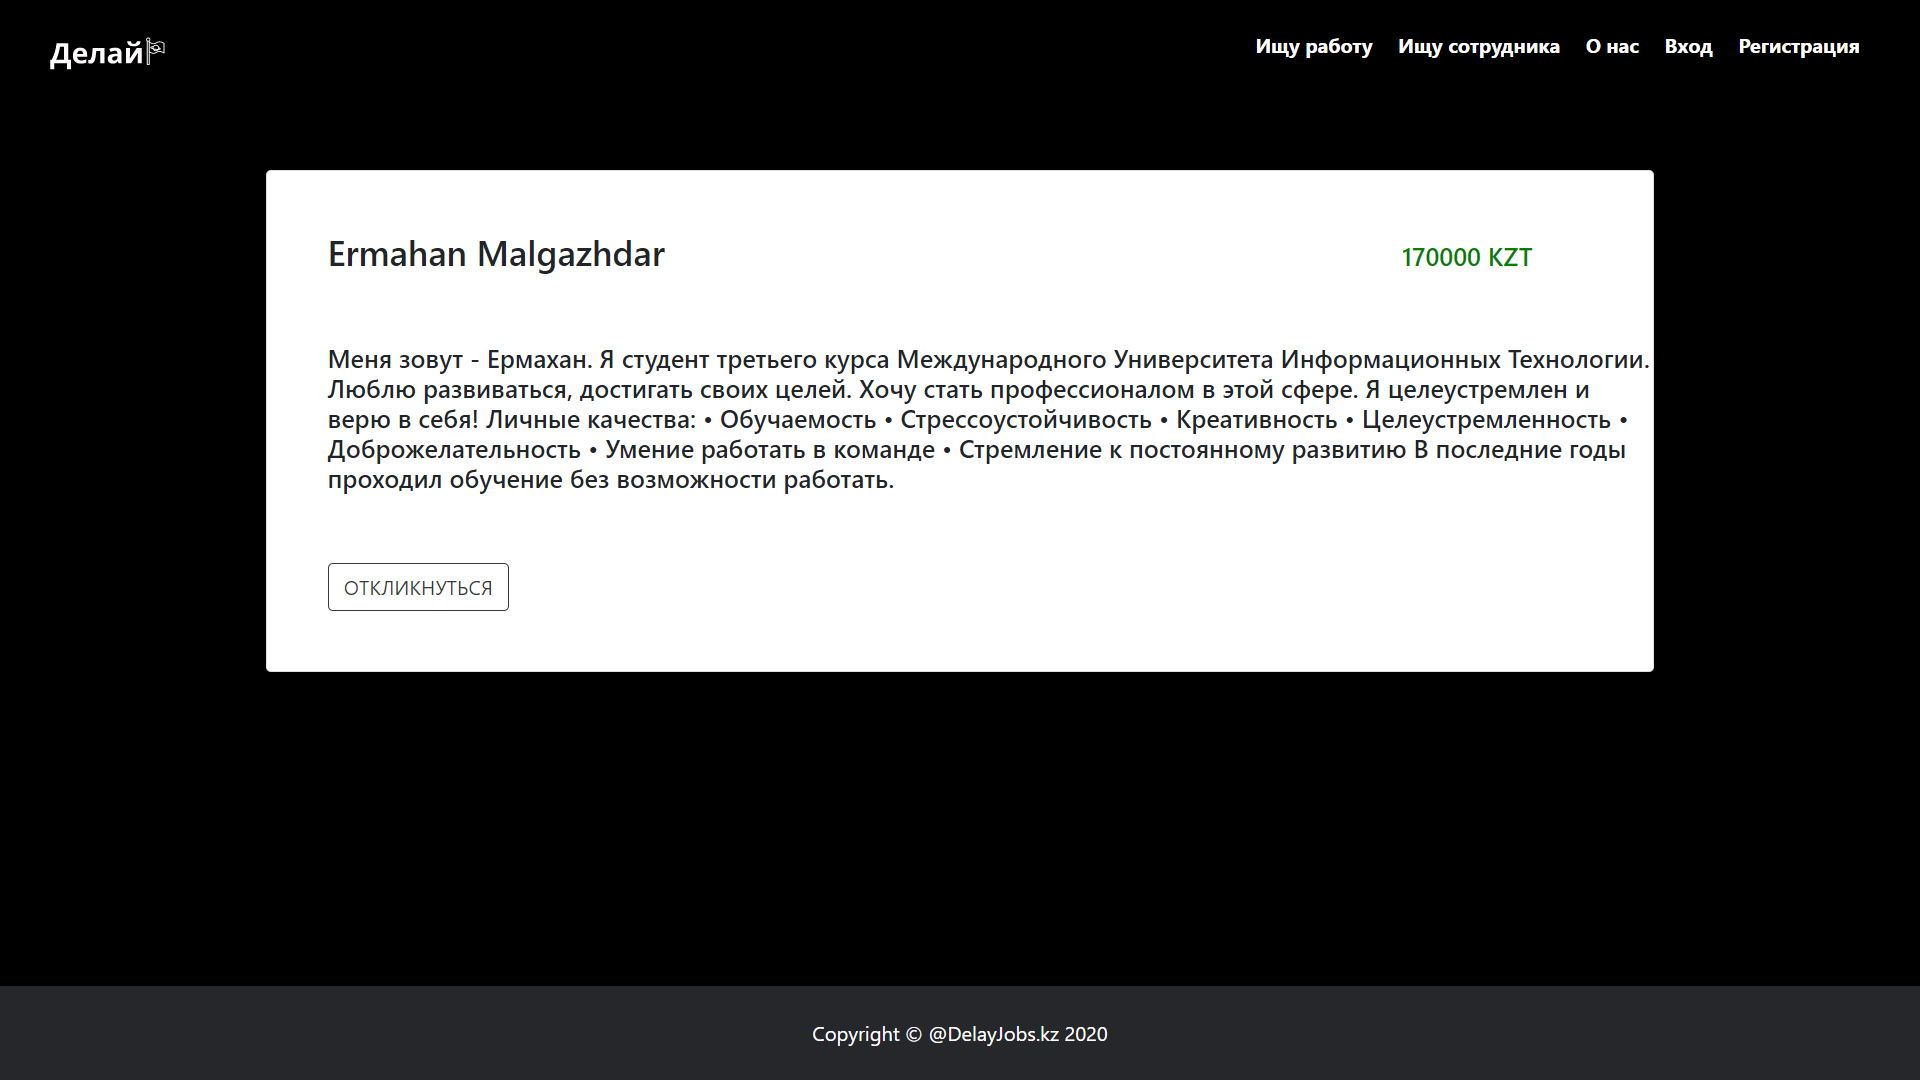 Делай
Ищу работу Ищу сотрудника О нас Вход Регистрация
Ermahan Malgazhdar
170000 KZT
Меня зовут - Ермахан. Я студент третьего курса Международного Университета Информационных Технологии.
Люблю развиваться, достигать своих целей. Хочу стать профессионалом в этой сфере. Я целеустремлен и
верю в себя! Личные качества: • Обучаемость • Стрессоустойчивость • Креативность • Целеустремленность •
Доброжелательность • Умение работать в команде • Стремление к постоянному развитию В последние годы
проходил обучение без возможности работать.
ОТКЛИКНУТЬСЯ
Copyright © @DelayJobs.kz 2020